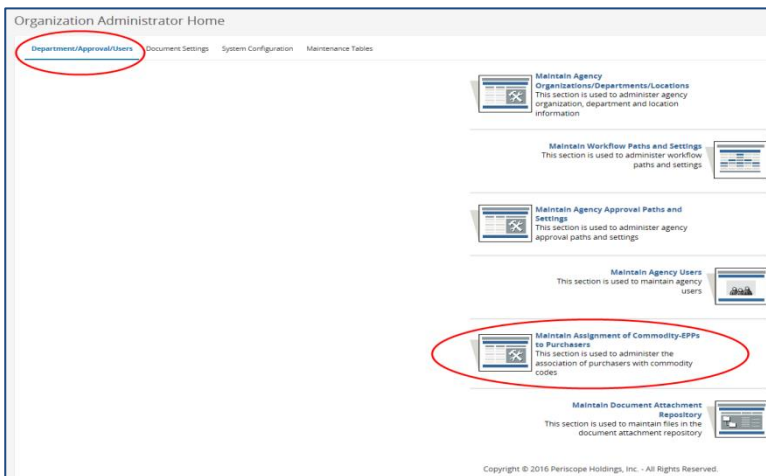 Organization Administrator Home
Department/Approval/Users Document Settings System Configuration Maintenance Tables
Maintain Agency
Organizations/Departments/Locations
This section is used to administer agency
organization, department and location
information
Maintain Workflow Paths and Settings
This section is used to administer workflow
paths and settings
Maintain Agency Approval Paths and
Settings
This section is used to administer agency
approval paths and settings
Maintain Agency Users
This section is used to maintain agency
users
Maintain Assignment of Commodity-EPPs
to Purchasers
This section is used to administer the
association of purchasers with commodity
codes
Maintain Document Attachment
Repository
This section is used to maintain files in the
document attachment repository
Copyright © 2016 Periscope Holdings, Inc. - All Rights Reserved.